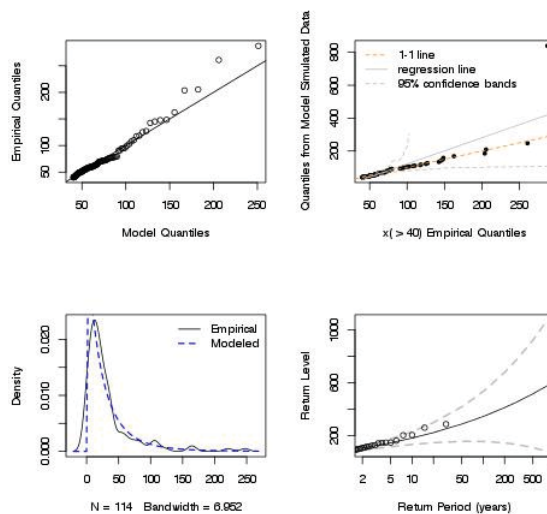 Empirical Quantiles
50 100 200
50 100 150 200 250
Model Quantiles
Quantiles from Model Simulated Data
200 400 600 800
1-1 line
regression line
95% confidence bands
50 100 150 200 250
x( > 40) Empirical Quantiles
Density
0.000 0.010 0.020
Empirical
Modeled
0 50 100 150 200 250
N = 114 Bandwidth = 6.952
Return Level
200 600 1000
2 5 10 50 500
Return Period (years)